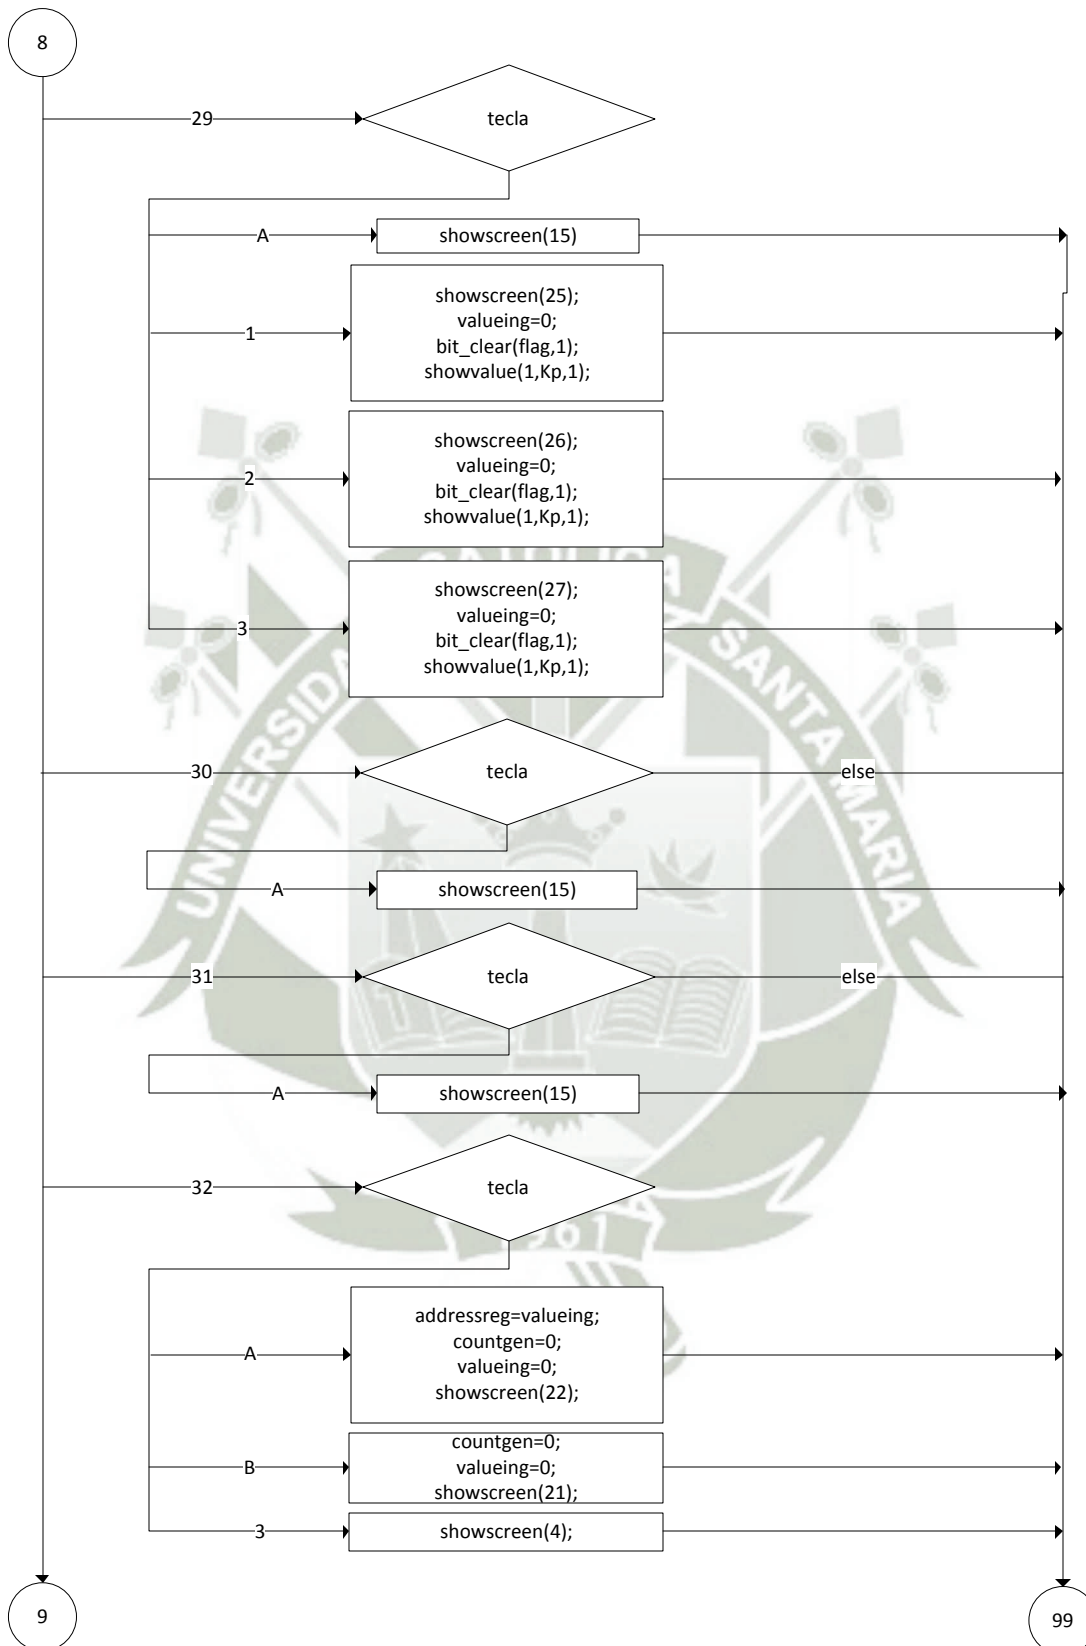 8
29
tecla
A
showscreen(15)
1
showscreen(25);
valueing=0;
bit_clear(flag,1);
showvalue(1,Kp,1);
2
showscreen(26);
valueing=0;
bit_clear(flag,1);
showvalue(1,Kp,1);
3
showscreen(27);
valueing=0;
bit_clear(flag,1);
showvalue(1,Kp,1);
30
tecla
else
A
showscreen(15)
31
tecla
else
A
showscreen(15)
32
tecla
A
addressreg=valueing;
countgen=0;
valueing=0;
showscreen(22);
B
countgen=0;
valueing=0;
showscreen(21);
3
showscreen(4);
9
99
SANTA MARIA
1961